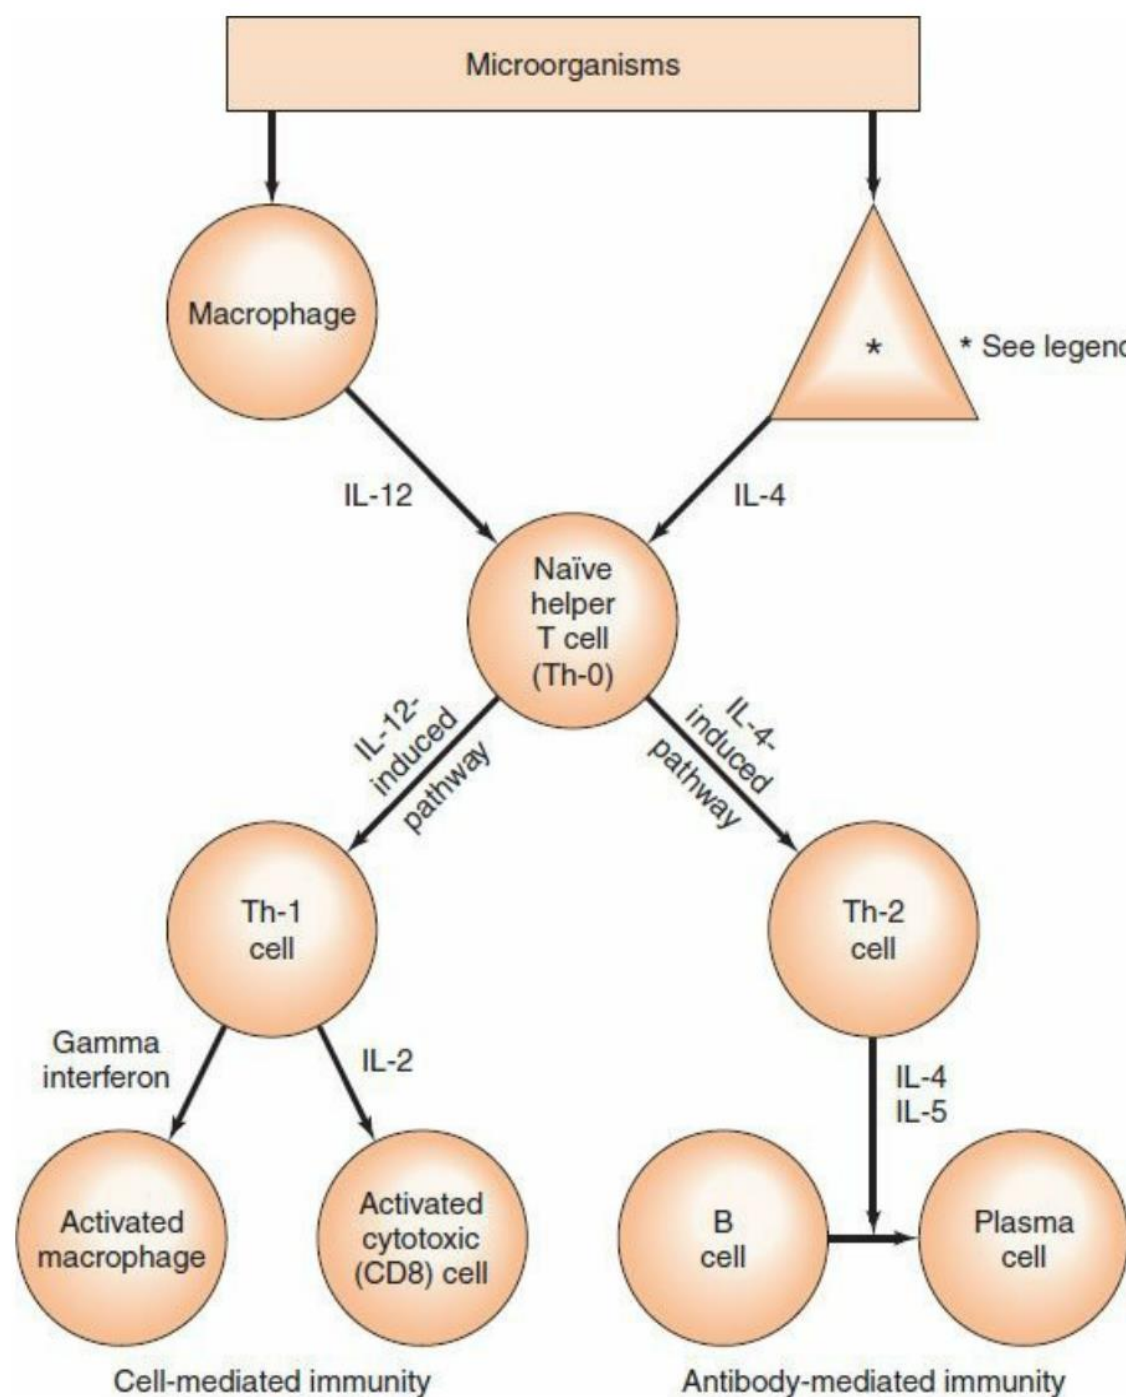 Microorganisms
Macrophage
*
* See legend
IL-12
IL-4
Naïve
helper
T cell
(Th-0)
IL-12-
induced
pathway
IL-4-
induced
pathway
Th-1
cell
Th-2
cell
Gamma
interferon
IL-2
IL-4
IL-5
Activated
macrophage
Activated
cytotoxic
(CD8) cell
B
cell
Plasma
cell
Cell-mediated immunity
Antibody-mediated immunity